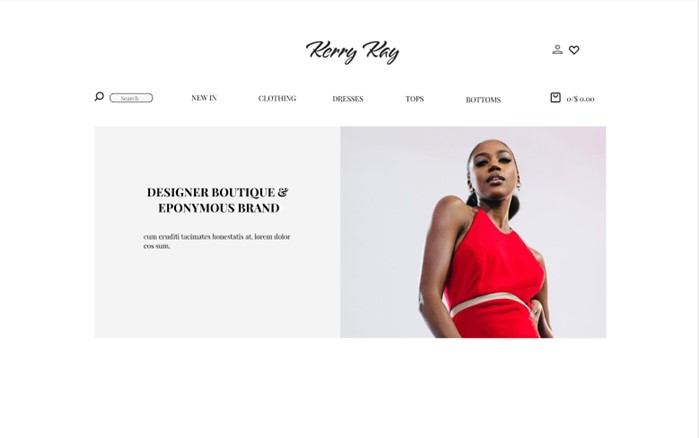 Kerry Kay
Search
NEW IN
CLOTHING
DRESSES
TOPS
BOTTOMS
0/$ 0.00
DESIGNER BOUTIQUE &
EPONYMOUS BRAND
cum eruditi tacimates honestatis at, lorem dolor
eos sum.